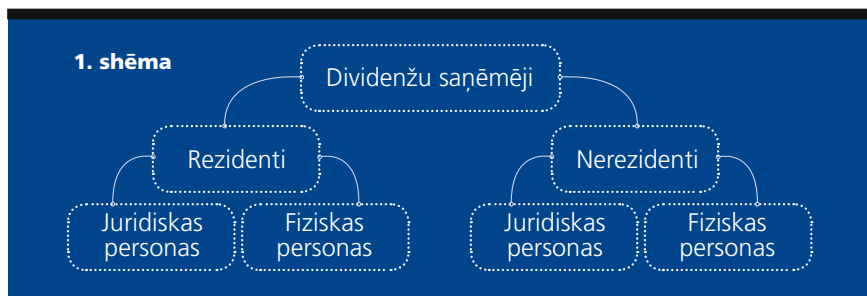 1. shēma
Dividenžu saņēmēji
Rezidenti
Nerezidenti
Juridiskas
personas
Fiziskas
personas
Juridiskas
personas
Fiziskas
personas